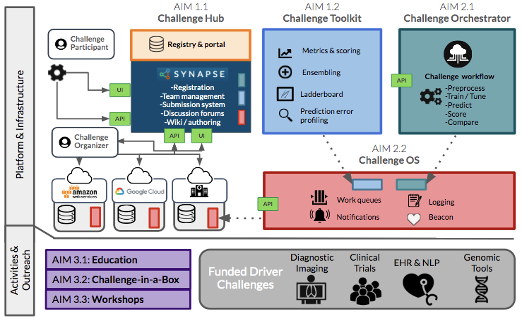 AIM 1.1
Challenge Hub
AIM 1.2
Challenge Toolkit
AIM 2.1
Challenge Orchestrator
Platform & Infrastructure
Challenge
Participant
Registry & portal
SYNAPSE
-Registration
-Team management
-Submission system
-Discussion forums
-Wiki / authoring
UI
API
API
UI
Metrics & scoring
Ensembling
Ladderboard
Prediction error
profiling
API
Challenge workflow
-Preprocess
-Train / Tune
-Predict
-Score
-Compare
Challenge
Organizer
AIM 2.2
Challenge OS
amazon
Google Cloud
API
Work queues
Notifications
Logging
Beacon
Activities &
Outreach
AIM 3.1: Education
AIM 3.2: Challenge-in-a-Box
AIM 3.3: Workshops
Funded Driver
Challenges
Diagnostic
Imaging
Clinical
Trials
EHR & NLP
Genomic
Tools